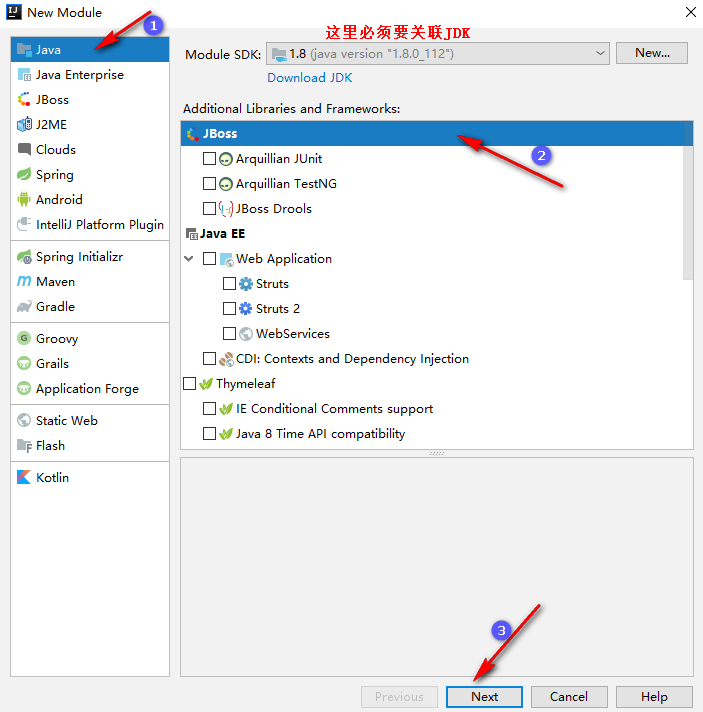 New Module
1
这里必须要关联JDK
Java
Java Enterprise
JBoss
J2ME
Clouds
Spring
Android
IntelliJ Platform Plugin
Spring Initializr
Maven
Gradle
Groovy
Grails
Application Forge
Static Web
Flash
Kotlin
Module SDK: 1.8 (java version "1.8.0_112") New...
Download JDK
Additional Libraries and Frameworks:
JBoss
2
Arquillian JUnit
Arquillian TestNG
JBoss Drools
Java EE
Web Application
Struts
Struts 2
WebServices
CDI: Contexts and Dependency Injection
Thymeleaf
IE Conditional Comments support
Java 8 Time API compatibility
3
Previous Next Cancel Help